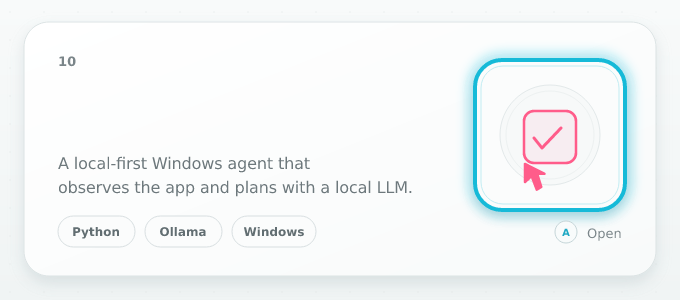 10
A local-first Windows agent that
observes the app and plans with a local LLM.
Python Ollama Windows
A Open